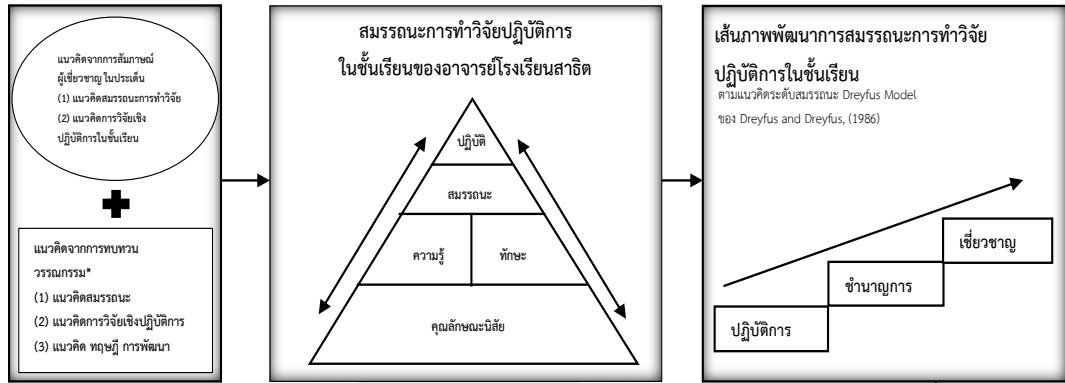 แนวคิดจากการสัมภาษณ์
ผู้เชี่ยวชาญ ในประเด็น
(1) แนวคิดสมรรถนะการทำวิจัย
(2) แนวคิดการวิจัยเชิง
ปฏิบัติการในชั้นเรียน
แนวคิดจากการทบทวน
วรรณกรรม*
(1) แนวคิดสมรรถนะ
(2) แนวคิดการวิจัยเชิงปฏิบัติการ
(3) แนวคิด ทฤษฎี การพัฒนา
สมรรถนะการทำวิจัยปฏิบัติการ
ในชั้นเรียนของอาจารย์โรงเรียนสาธิต
ปฏิบัติ
สมรรถนะ
ความรู้
ทักษะ
คุณลักษณะนิสัย
เส้นภาพพัฒนาการสมรรถนะการทำวิจัย
ปฏิบัติการในชั้นเรียน
ตามแนวคิดระดับสมรรถนะ Dreyfus Model
ของ Dreyfus and Dreyfus, (1986)
เชี่ยวชาญ
ชำนาญการ
ปฏิบัติการ